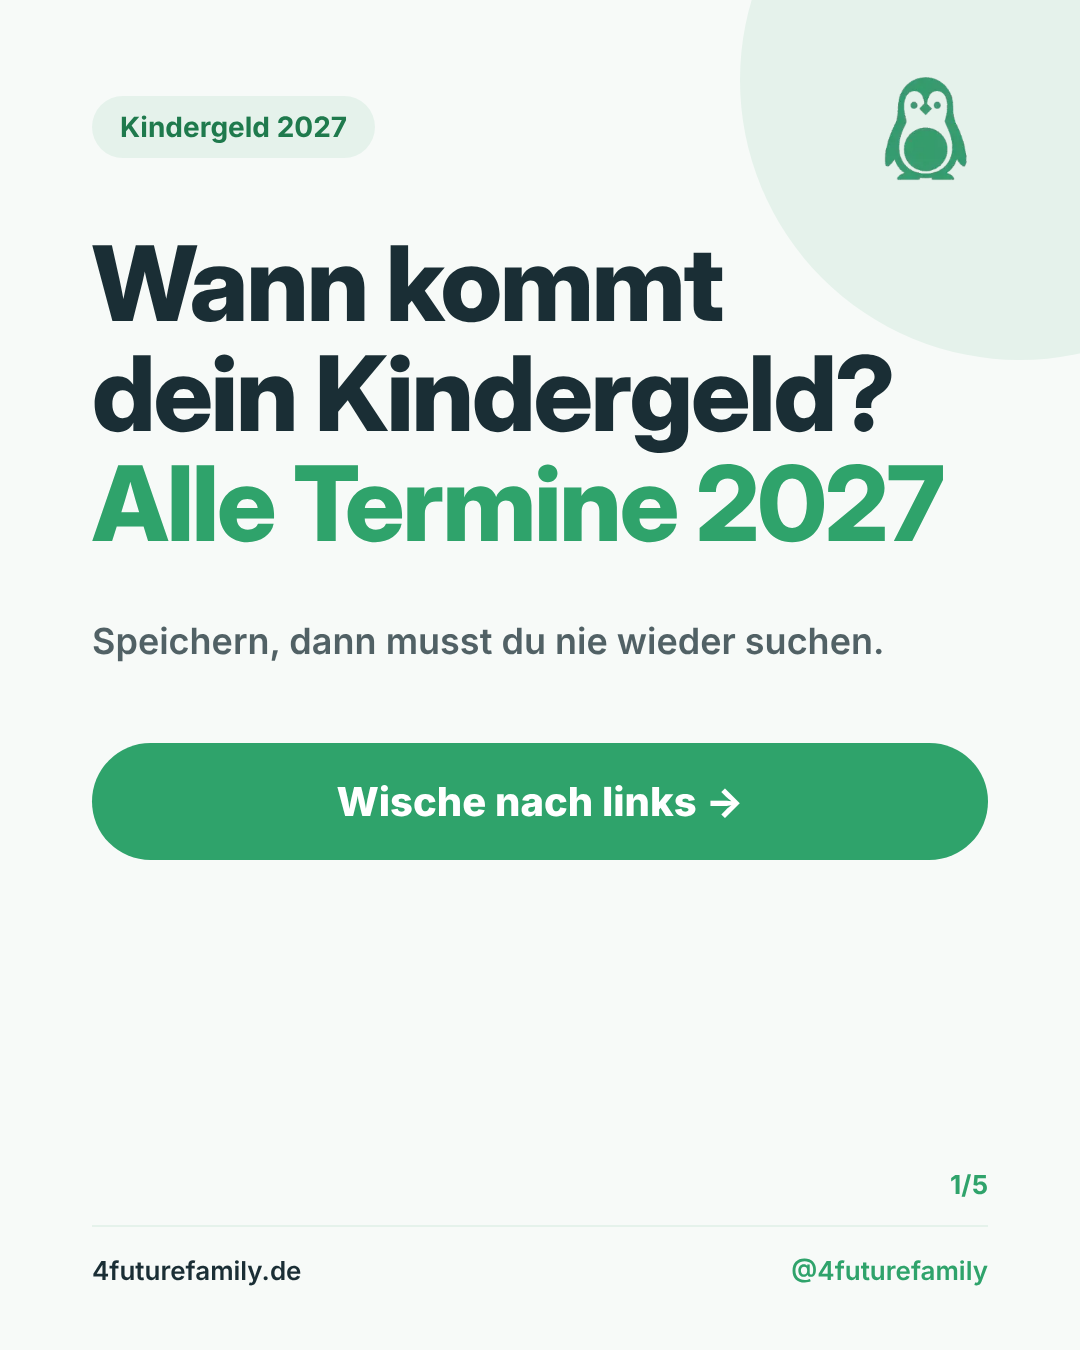 Kindergeld 2027
Wann kommt
dein Kindergeld?
Alle Termine 2027
Speichern, dann musst du nie wieder suchen.
Wische nach links →
1/5
4futurefamily.de
@4futurefamily